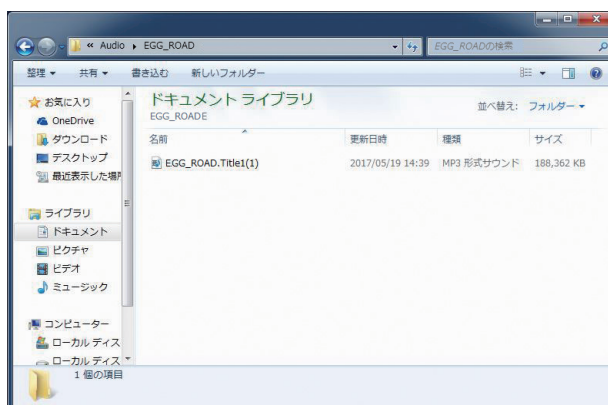 « Audio ▸ EGG_ROAD
EGG_ROADの検索
整理 共有 書き込む 新しいフォルダー
お気に入り
OneDrive
ダウンロード
デスクトップ
最近表示した場所
ライブラリ
ドキュメント
ピクチャ
ビデオ
ミュージック
コンピューター
ローカル ディス
ローカル ディス
ドキュメント ライブラリ
EGG_ROADE
並べ替え: フォルダー
名前 更新日時 種類 サイズ
EGG_ROAD.Title1(1) 2017/05/19 14:39 MP3 形式サウンド 188,362 KB
1 個の項目